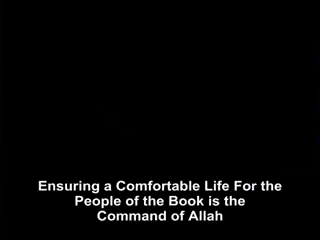 Ensuring a Comfortable Life For the
People of the Book is the
Command of Allah